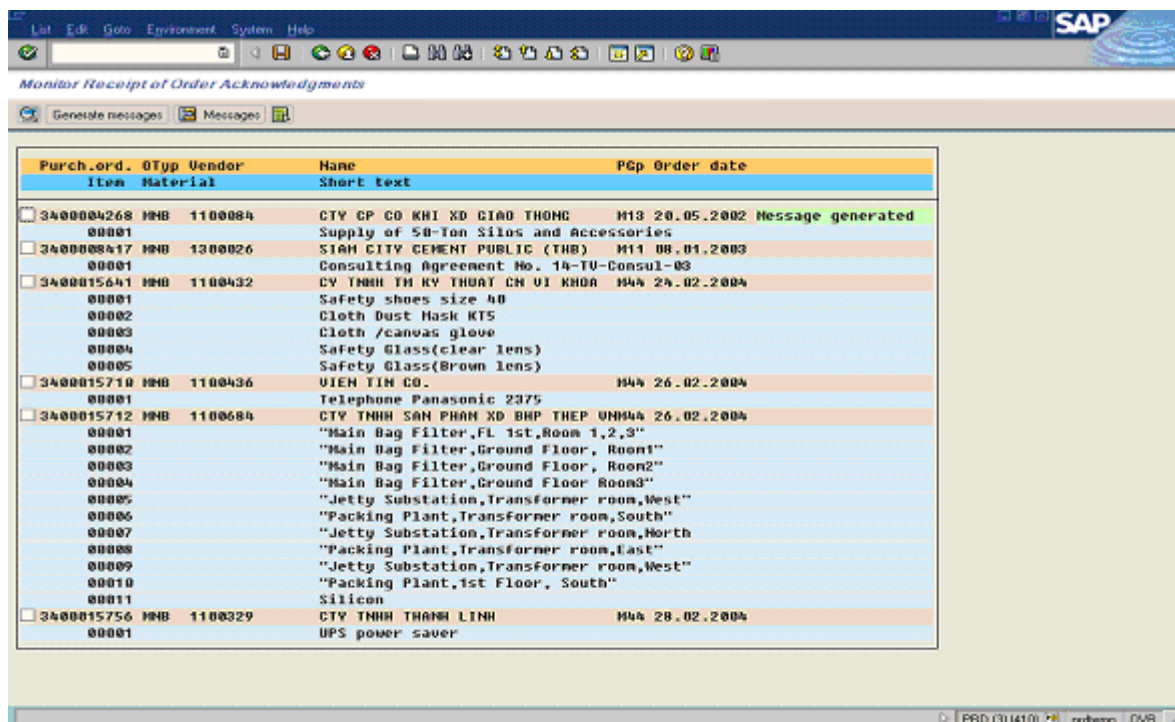 List Edit Goto Environment System Help
SAP
Monitor Receipt of Order Acknowledgments
Generate messages Messages
Purch.ord. OTyp Vendor Name PGp Order date
Item Material Short text
3400004268 MNB 1100084 CTY CP CO KHI XD GIAO THONG M13 20.05.2002 Message generated
00001 Supply of 50-Ton Silos and Accessories
3400008417 MNB 1300026 SIAM CITY CEMENT PUBLIC (THB) M11 08.01.2003
00001 Consulting Agreement No. 14-TV-Consul-03
3400015641 MNB 1100432 CY TNHH TM KY THUAT CN VI KHOA M44 24.02.2004
00001 Safety shoes size 40
00002 Cloth Dust Mask KT5
00003 Cloth /canvas glove
00004 Safety Glass(clear lens)
00005 Safety Glass(Brown lens)
3400015710 MNB 1100436 VIEN TIN CO. M44 26.02.2004
00001 Telephone Panasonic 2375
3400015712 MNB 1100684 CTY TNHH SAN PHAN XD BHP THEP VNM44 26.02.2004
00001 "Main Bag Filter,FL 1st,Room 1,2,3"
00002 "Main Bag Filter,Ground Floor, Room1"
00003 "Main Bag Filter,Ground Floor, Room2"
00004 "Main Bag Filter,Ground Floor Room3"
00005 "Jetty Substation,Transformer room,West"
00006 "Packing Plant,Transformer room,South"
00007 "Jetty Substation,Transformer room,North
00008 "Packing Plant,Transformer room,East"
00009 "Jetty Substation,Transformer room,West"
00010 "Packing Plant,1st Floor, South"
00011 Silicon
3400015756 MNB 1100329 CTY TNHH THANH LINH M44 28.02.2004
00001 UPS power saver
OVR